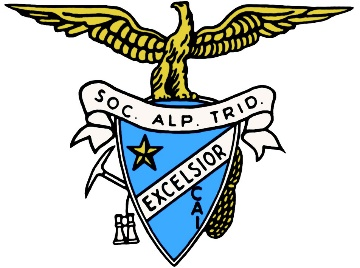 SOC. ALP. TRID.
EXCELSIOR
CAI